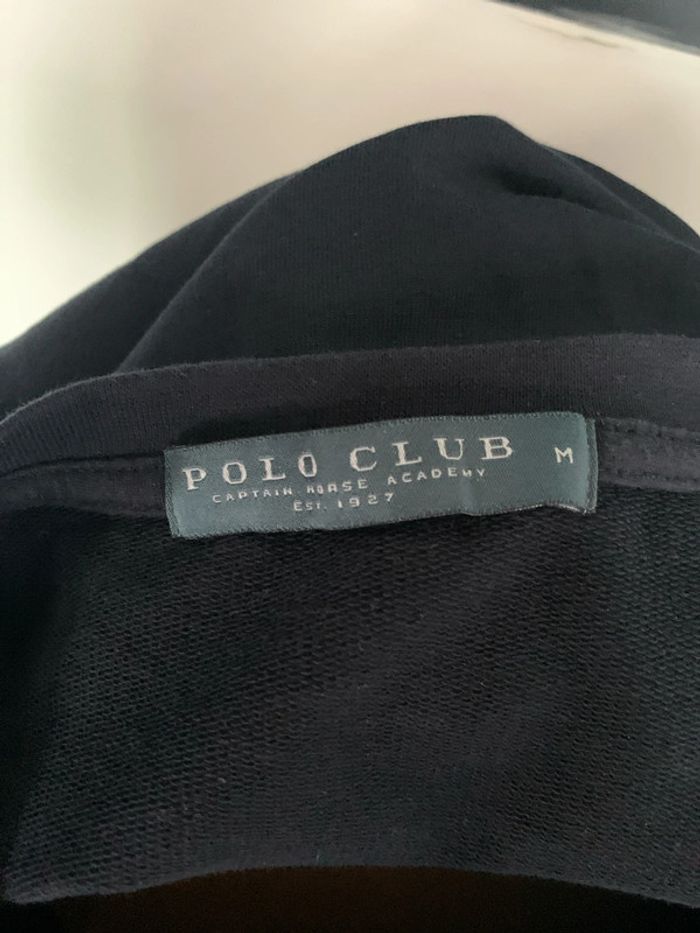 POLO CLUB M
CAPTAIN HORSE ACADEMY
EST. 1927